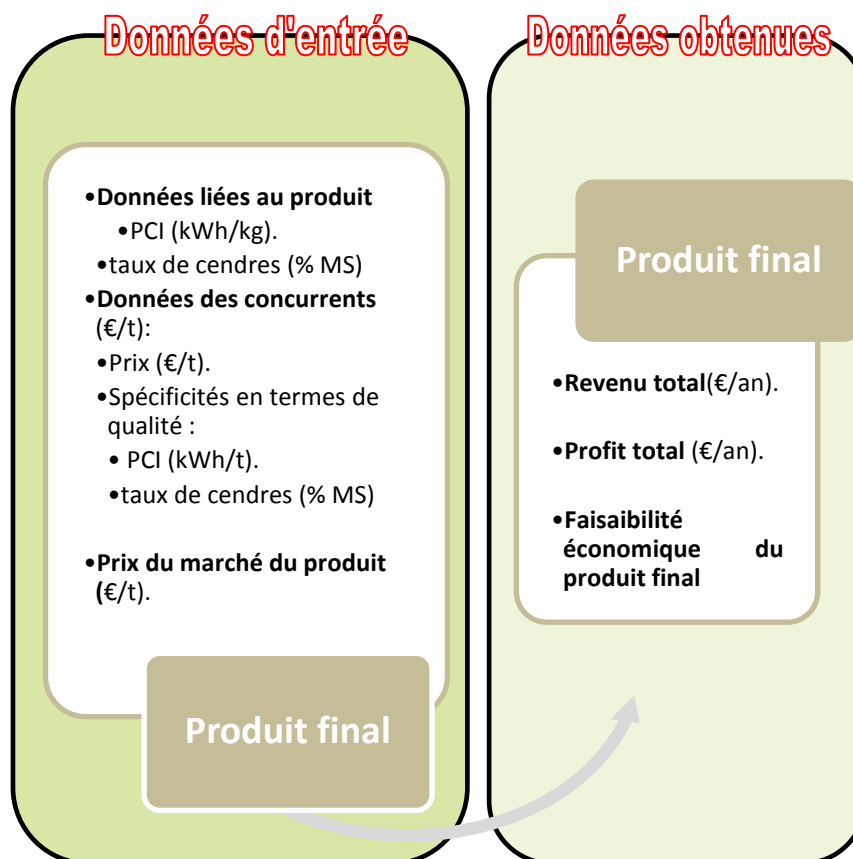 Données d'entrée
•Données liées au produit
•PCI (kWh/kg).
•taux de cendres (% MS)
•Données des concurrents
(€/t):
•Prix (€/t).
•Spécificités en termes de
qualité :
• PCI (kWh/t).
•taux de cendres (% MS)
•Prix du marché du produit
(€/t).
Produit final
Données obtenues
Produit final
•Revenu total(€/an).
•Profit total (€/an).
•Faisaibilité
économique du
produit final